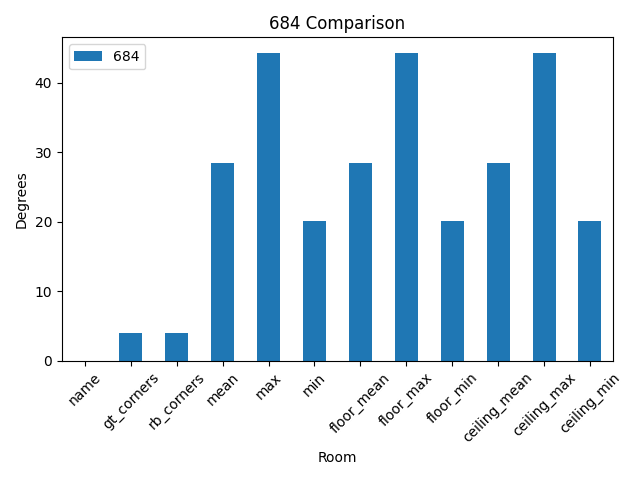 684 Comparison
684
Degrees
40
30
20
10
0
name
gt_corners
rb_corners
mean
max
min
floor_mean
floor_max
floor_min
ceiling_mean
ceiling_max
ceiling_min
Room